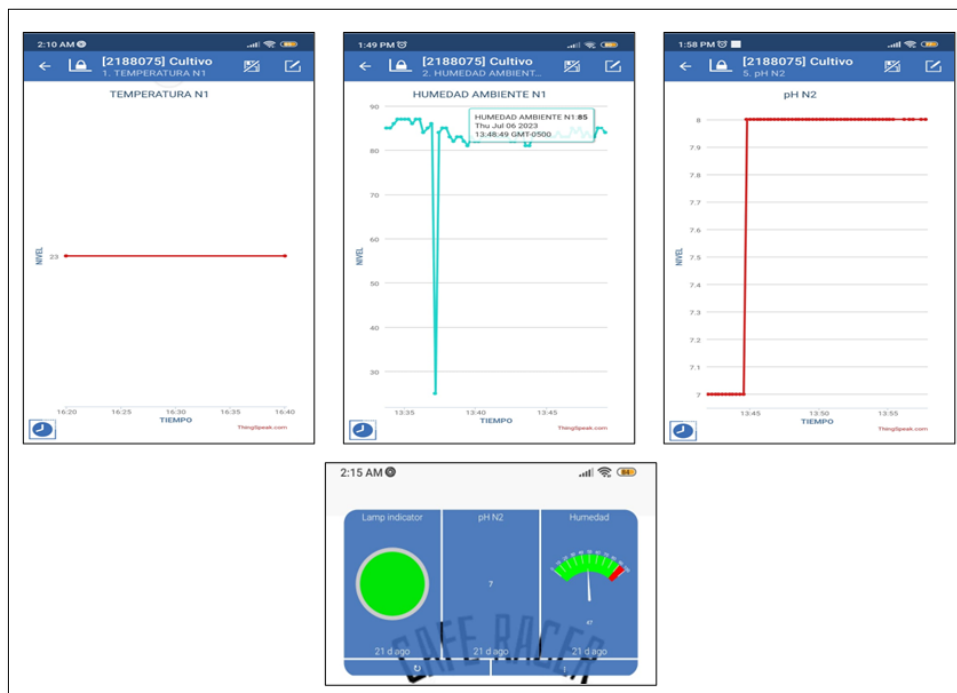 2:10 AM
[2188075] Cultivo
1. TEMPERATURA N1
TEMPERATURA N1
NIVEL
23
16:20 16:25 16:30 16:35 16:40
TIEMPO
ThingSpeak.com
1:49 PM
[2188075] Cultivo
2. HUMEDAD AMBIENT...
HUMEDAD AMBIENTE N1
HUMEDAD AMBIENTE N1:85
Thu Jul 06 2023
13:48:49 GMT-0500
90
80
70
60
50
40
30
NIVEL
13:35 13:40 13:45
TIEMPO
ThingSpeak.com
1:58 PM
[2188075] Cultivo
5. pH N2
pH N2
8
7.9
7.8
7.7
7.6
7.5
7.4
7.3
7.2
7.1
7
NIVEL
13:45 13:50 13:55
TIEMPO
ThingSpeak.com
2:15 AM
84
Lamp indicator
21 d ago
pH N2
7
21 d ago
Humedad
47
21 d ago
CAFE RACER